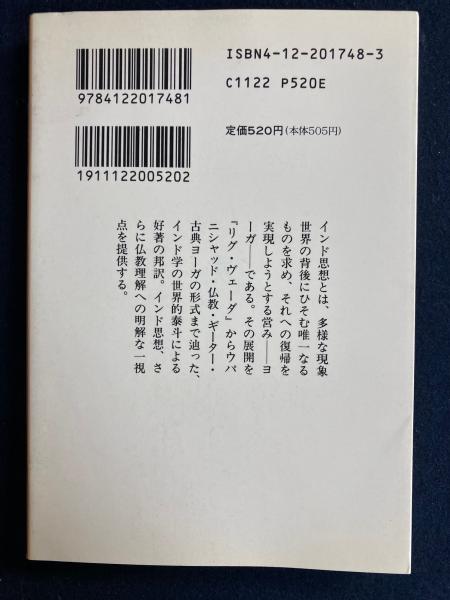 ISBN4-12-201748-3
C1122 P520E
定価520円(本体505円)
9784122017481
1911122005202
インド思想とは、多様な現象
世界の背後にひそむ唯一なる
ものを求め、それへの復帰を
実現しようとする営み――ヨ
ーガ――である。その展開を
『リグ・ヴェーダ』からウパ
ニシャッド・仏教・ギーター・
古典ヨーガの形式まで辿った、
インド学の世界的泰斗による
好著の邦訳。インド思想、さ
らに仏教理解への明解な一視
点を提供する。